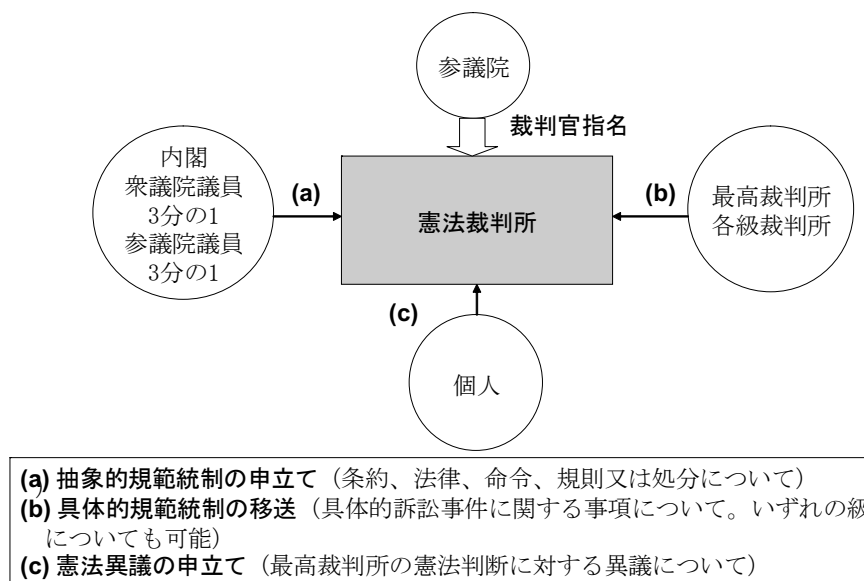 参議院
裁判官指名
内閣
衆議院議員
3分の1
参議院議員
3分の1
(a)
憲法裁判所
(b)
最高裁判所
各級裁判所
(c)
個人
(a) 抽象的規範統制の申立て（条約、法律、命令、規則又は処分について）
(b) 具体的規範統制の移送（具体的訴訟事件に関する事項について。いずれの級
についても可能）
(c) 憲法異議の申立て（最高裁判所の憲法判断に対する異議について）